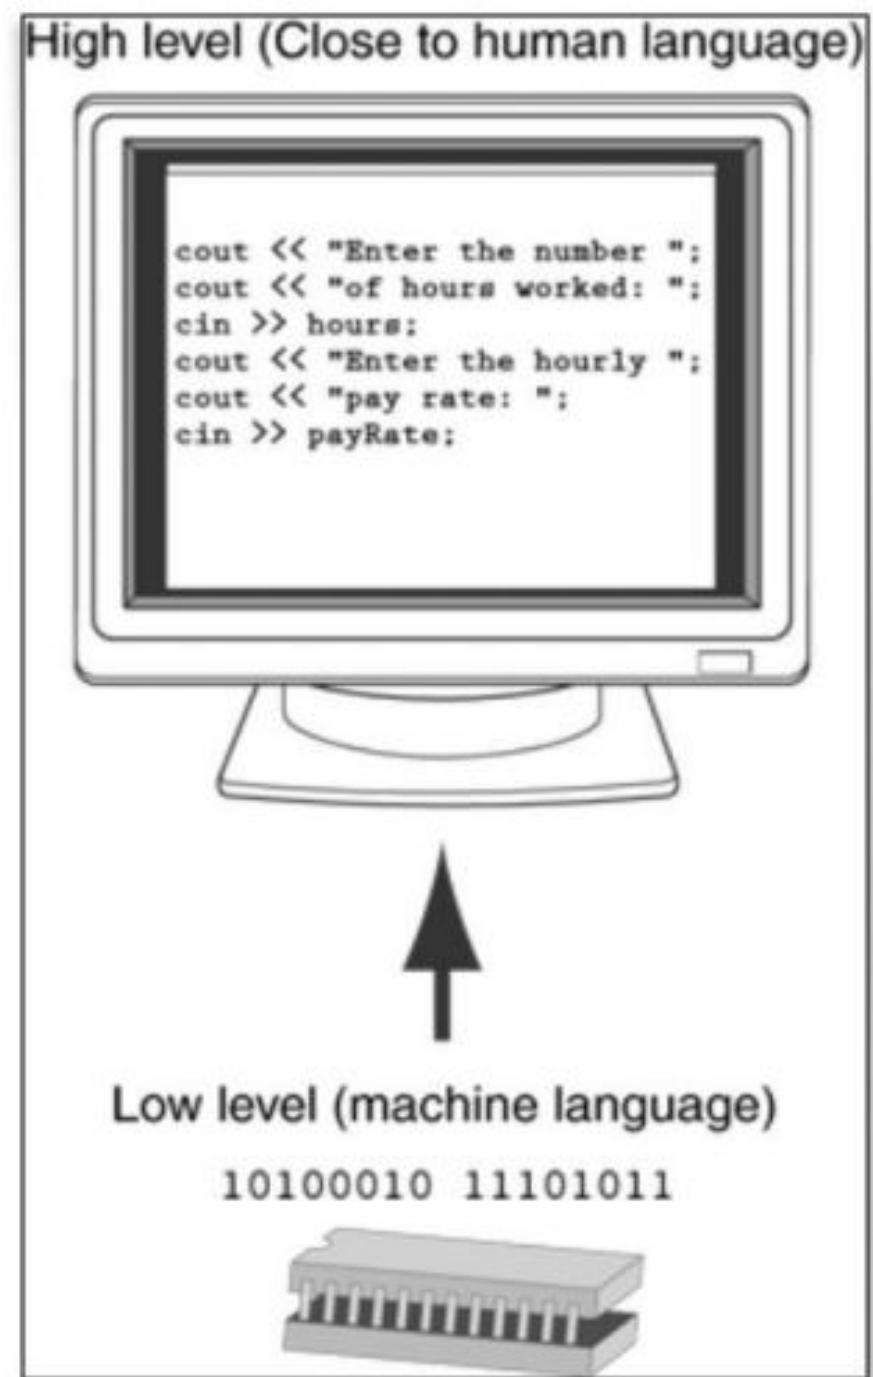 High level (Close to human language)
cout << "Enter the number ";
cout << "of hours worked: ";
cin >> hours;
cout << "Enter the hourly ";
cout << "pay rate: ";
cin >> payRate;
Low level (machine language)
10100010 11101011